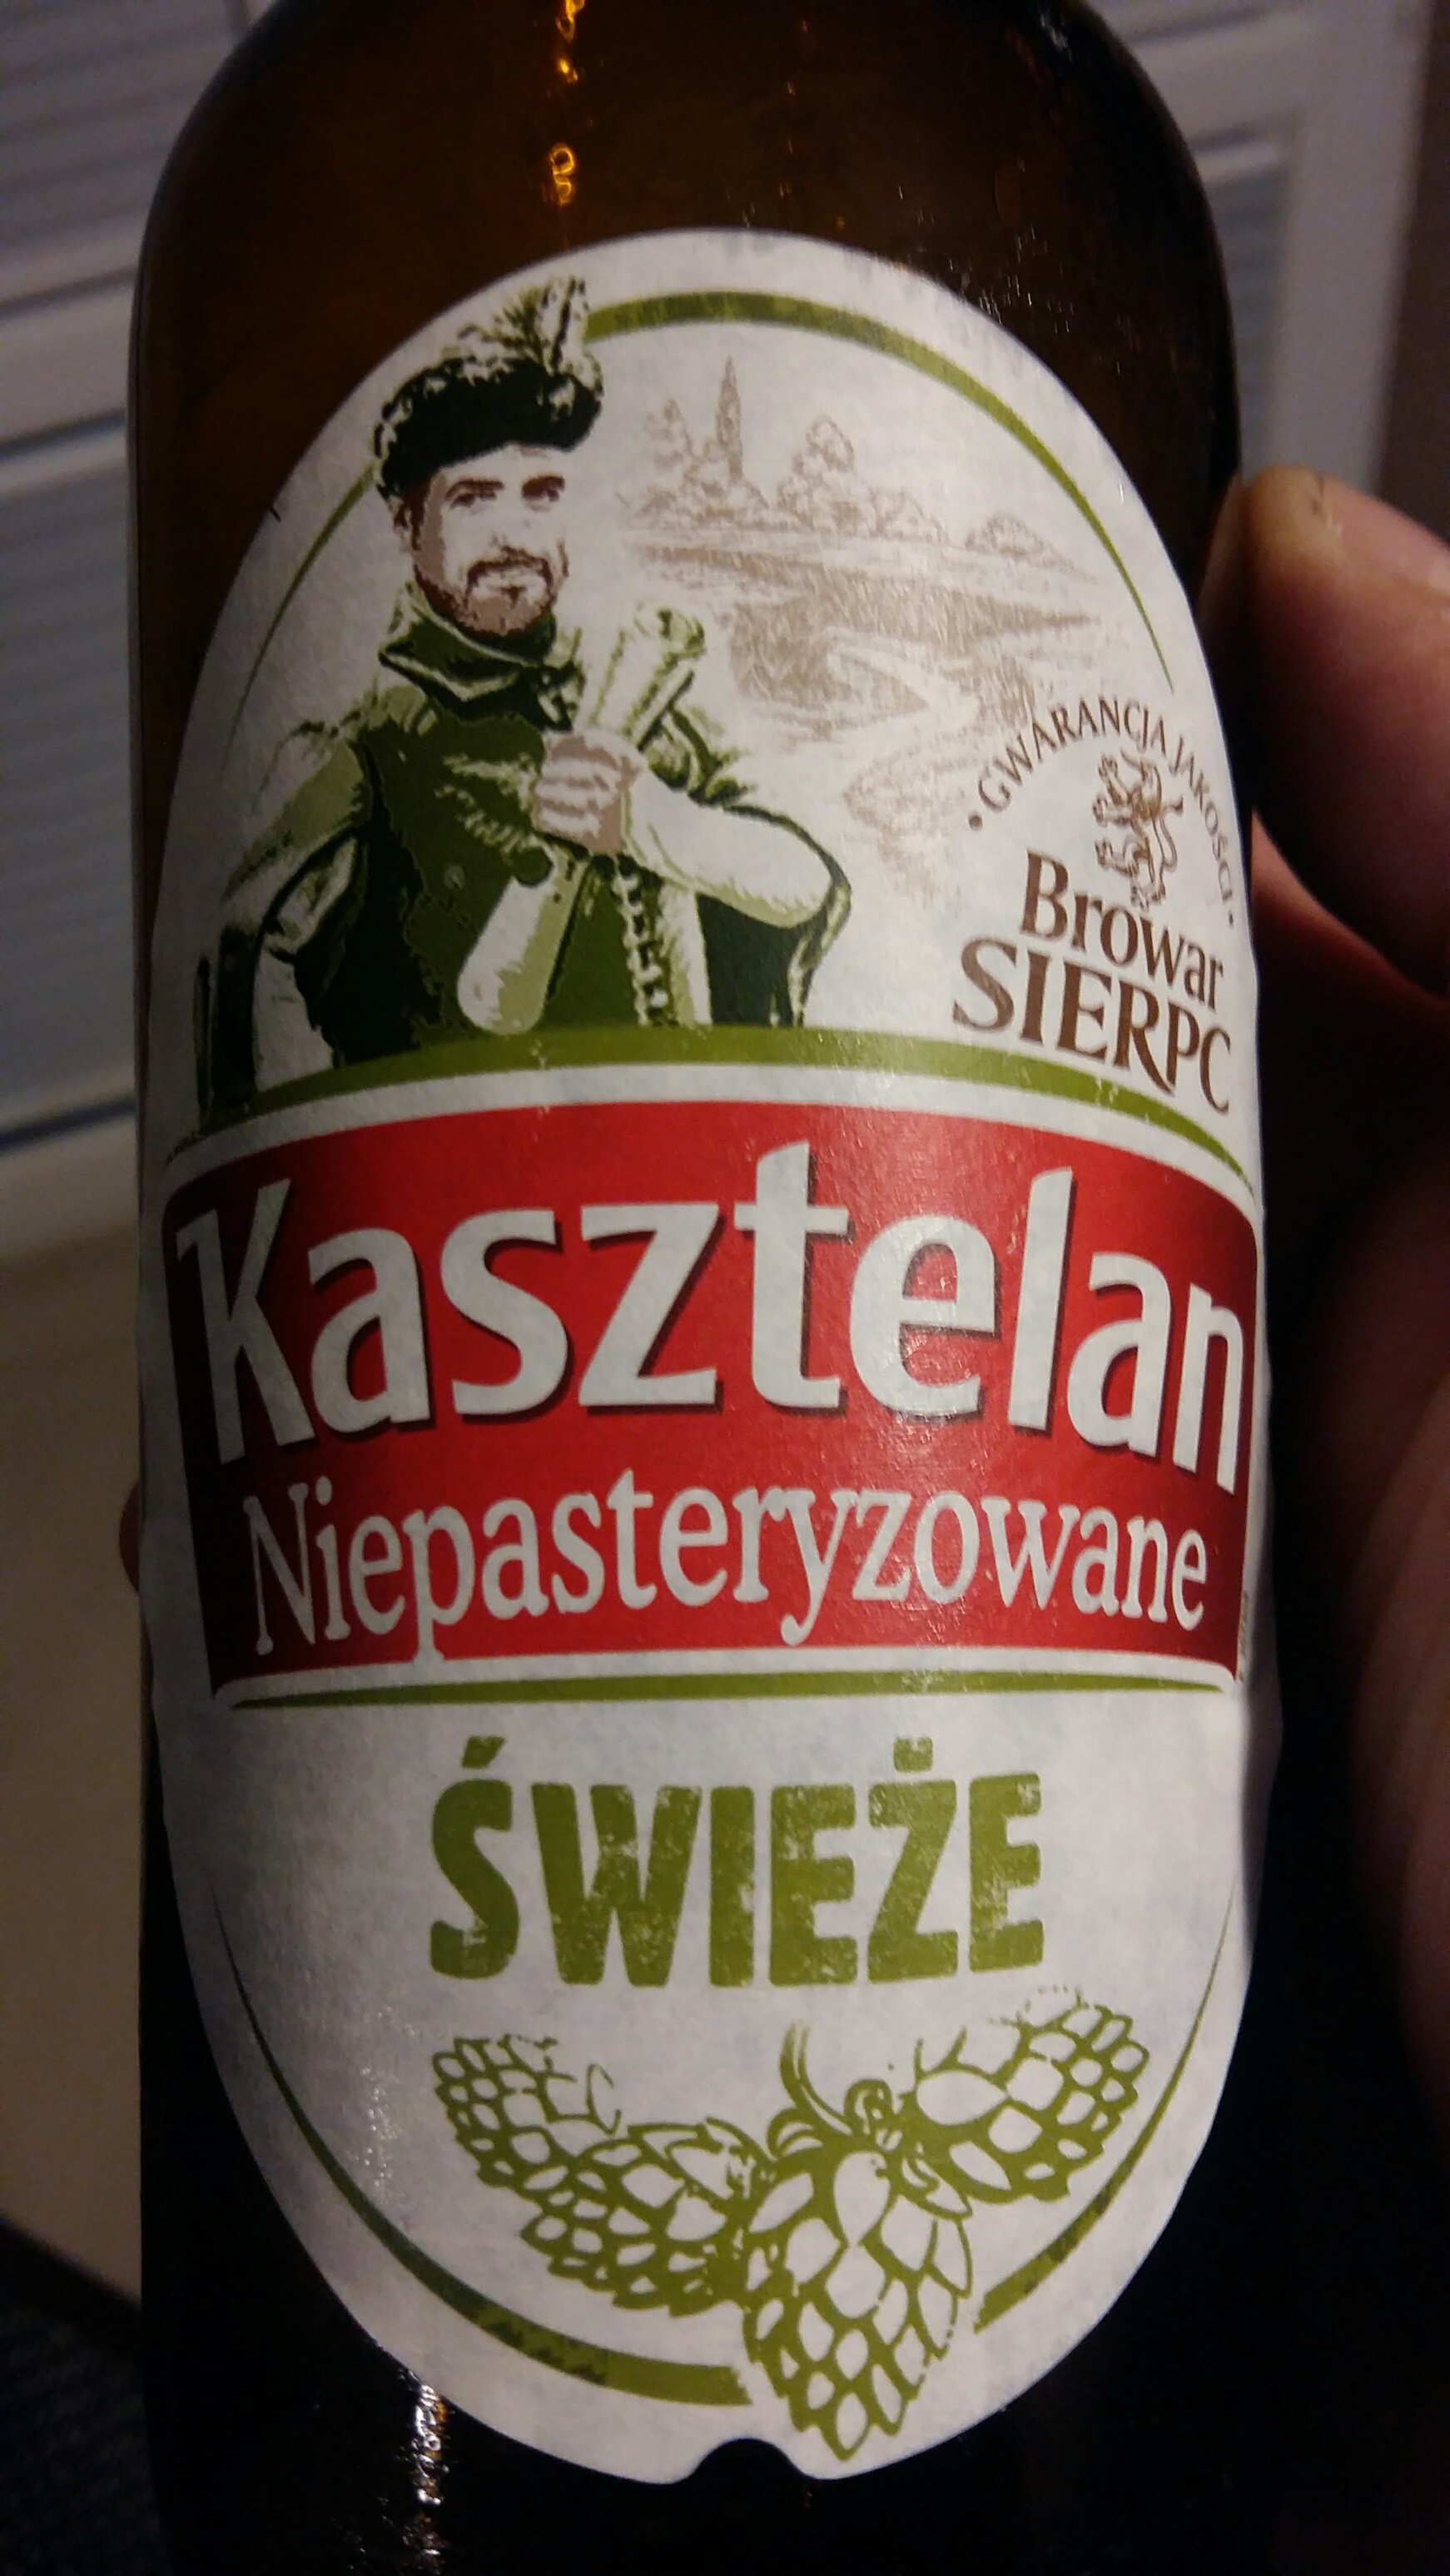 • GWARANCJA JAKOŚCI •
Browar
SIERPC
Kasztelan
Niepasteryzowane
ŚWIEŻE